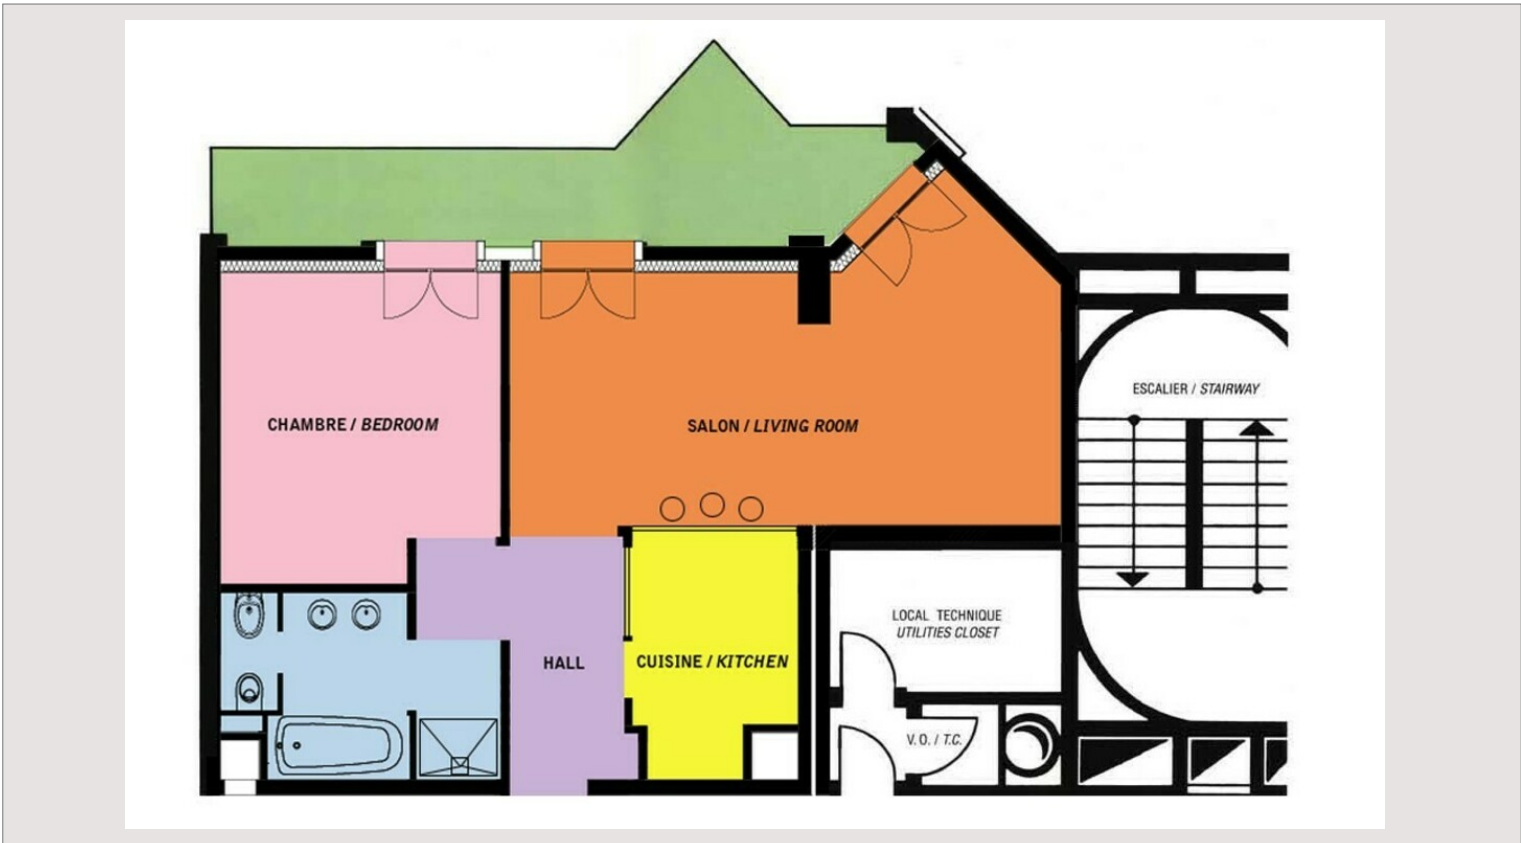 ESCALIER / STAIRWAY
CHAMBRE / BEDROOM
SALON / LIVING ROOM
LOCAL TECHNIQUE
UTILITIES CLOSET
HALL
CUISINE / KITCHEN
V. O. / T.C.